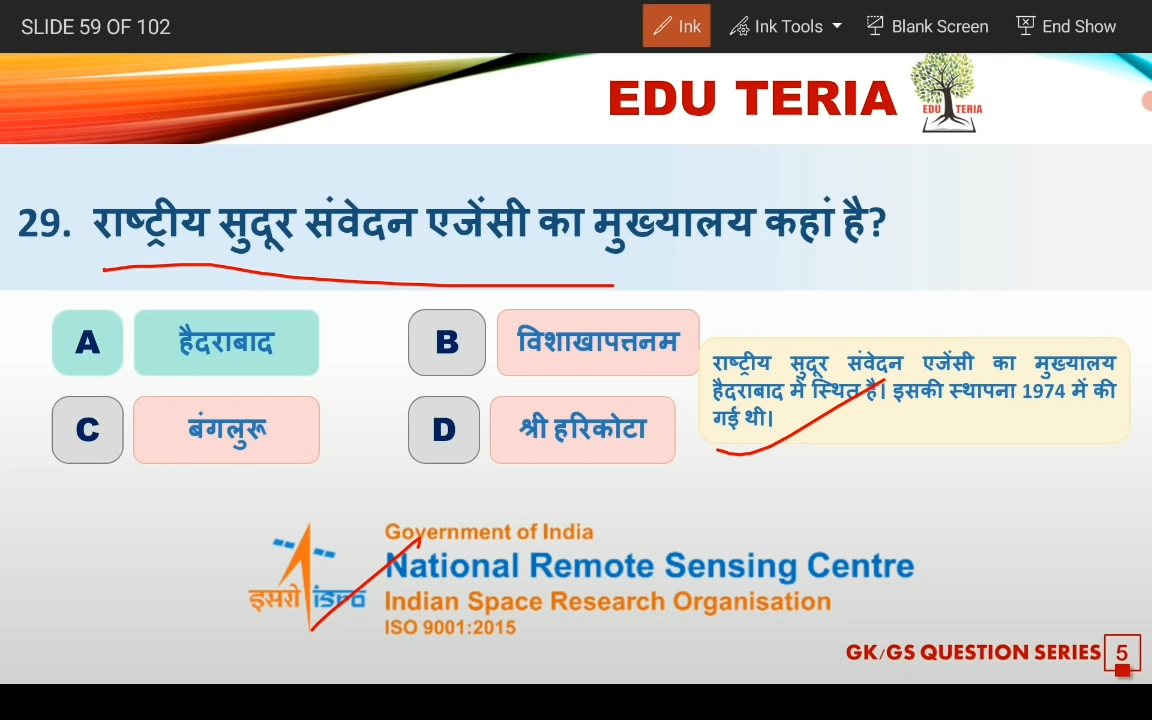 SLIDE 59 OF 102
Ink
Ink Tools
Blank Screen
End Show
EDU TERIA
EDU TERIA
29. राष्ट्रीय सुदूर संवेदन एजेंसी का मुख्यालय कहां है?
A हैदराबाद
B विशाखापत्तनम
C बंगलुरू
D श्री हरिकोटा
राष्ट्रीय सुदूर संवेदन एजेंसी का मुख्यालय
हैदराबाद में स्थित है। इसकी स्थापना 1974 में की
गई थी।
Government of India
National Remote Sensing Centre
इसरो isro
Indian Space Research Organisation
ISO 9001:2015
GK/GS QUESTION SERIES 5